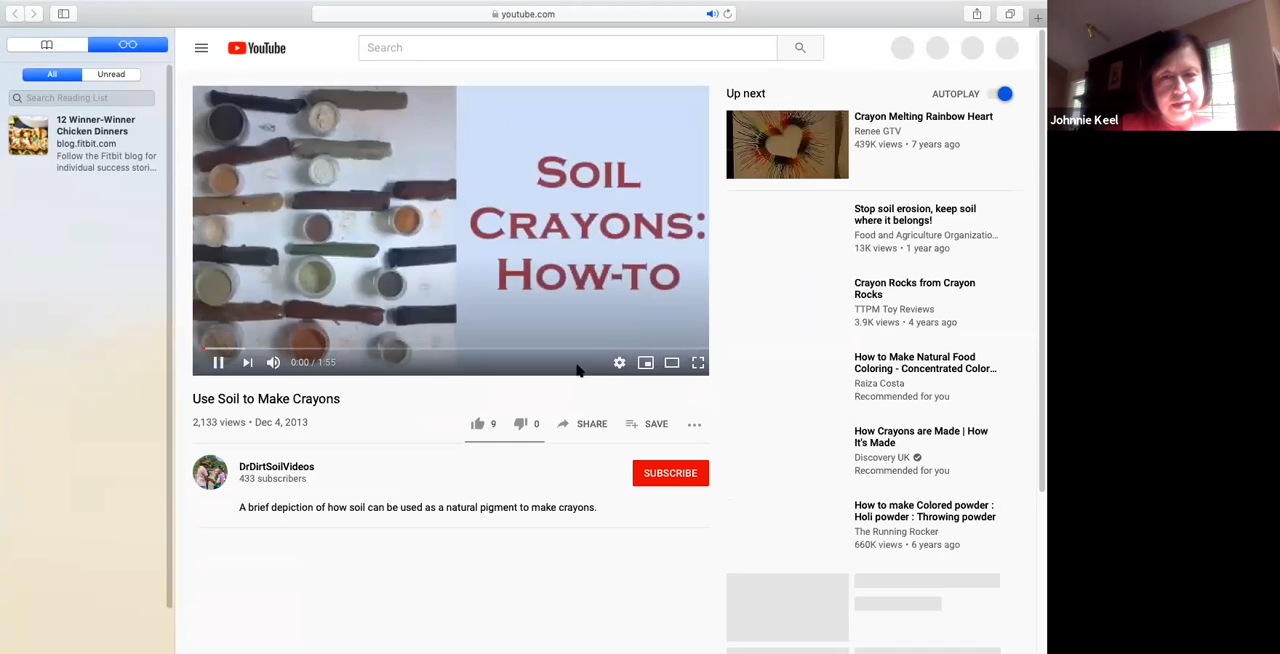 youtube.com
All
Unread
Search Reading List
12 Winner-Winner
Chicken Dinners
blog.fitbit.com
Follow the Fitbit blog for
individual success stori...
YouTube
Search
Soil
Crayons:
How-to
0:00 / 1:55
Use Soil to Make Crayons
2,133 views • Dec 4, 2013
9
0
SHARE
SAVE
DrDirtSoilVideos
433 subscribers
SUBSCRIBE
A brief depiction of how soil can be used as a natural pigment to make crayons.
Up next
AUTOPLAY
Crayon Melting Rainbow Heart
Renee GTV
439K views • 7 years ago
Stop soil erosion, keep soil
where it belongs!
Food and Agriculture Organizatio...
13K views • 1 year ago
Crayon Rocks from Crayon
Rocks
TTPM Toy Reviews
3.9K views • 4 years ago
How to Make Natural Food
Coloring - Concentrated Color...
Raiza Costa
Recommended for you
How Crayons are Made | How
It's Made
Discovery UK
Recommended for you
How to make Colored powder :
Holi powder : Throwing powder
The Running Rocker
660K views • 6 years ago
Johnnie Keel